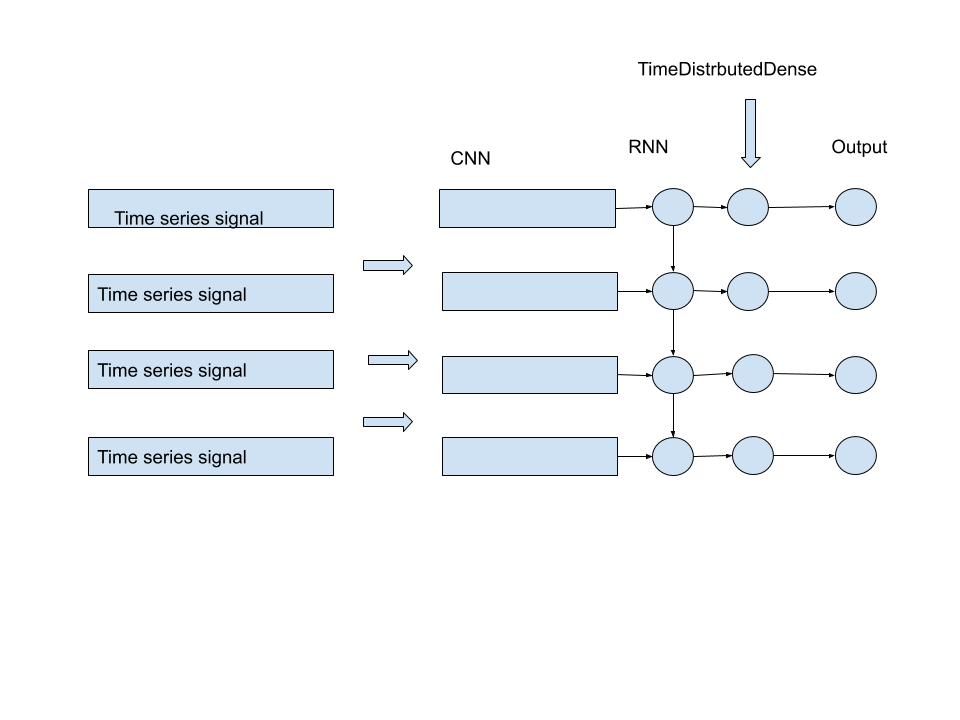 TimeDistrbutedDense
RNN
Output
CNN
Time series signal
Time series signal
Time series signal
Time series signal